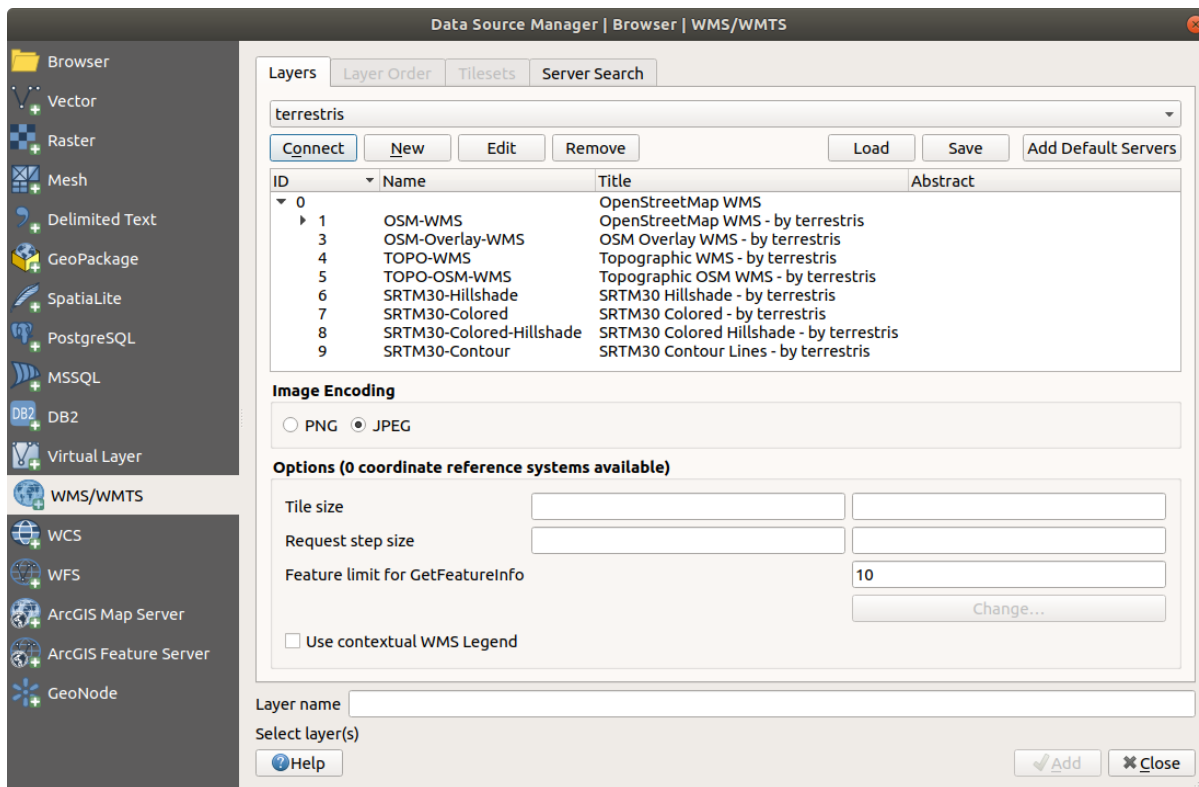 Data Source Manager | Browser | WMS/WMTS
Browser
Vector
Raster
Mesh
Delimited Text
GeoPackage
SpatiaLite
PostgreSQL
MSSQL
DB2 DB2
Virtual Layer
WMS/WMTS
WCS
WFS
ArcGIS Map Server
ArcGIS Feature Server
GeoNode
Layers Layer Order Tilesets Server Search
terrestris
Connect New Edit Remove Load Save Add Default Servers
ID Name Title Abstract
0 OpenStreetMap WMS
1 OSM-WMS OpenStreetMap WMS - by terrestris
3 OSM-Overlay-WMS OSM Overlay WMS - by terrestris
4 TOPO-WMS Topographic WMS - by terrestris
5 TOPO-OSM-WMS Topographic OSM WMS - by terrestris
6 SRTM30-Hillshade SRTM30 Hillshade - by terrestris
7 SRTM30-Colored SRTM30 Colored - by terrestris
8 SRTM30-Colored-Hillshade SRTM30 Colored Hillshade - by terrestris
9 SRTM30-Contour SRTM30 Contour Lines - by terrestris
Image Encoding
PNG JPEG
Options (0 coordinate reference systems available)
Tile size
Request step size
Feature limit for GetFeatureInfo 10
Change...
Use contextual WMS Legend
Layer name
Select layer(s)
Help Add Close